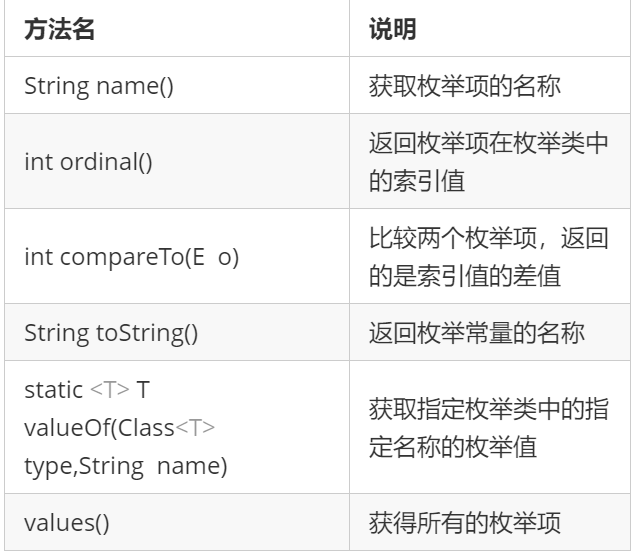 方法名 说明
String name() 获取枚举项的名称
int ordinal() 返回枚举项在枚举类中
的索引值
int compareTo(E o) 比较两个枚举项，返回
的是索引值的差值
String toString() 返回枚举常量的名称
static <T> T
valueOf(Class<T>
type,String name)
获取指定枚举类中的指
定名称的枚举值
values() 获得所有的枚举项